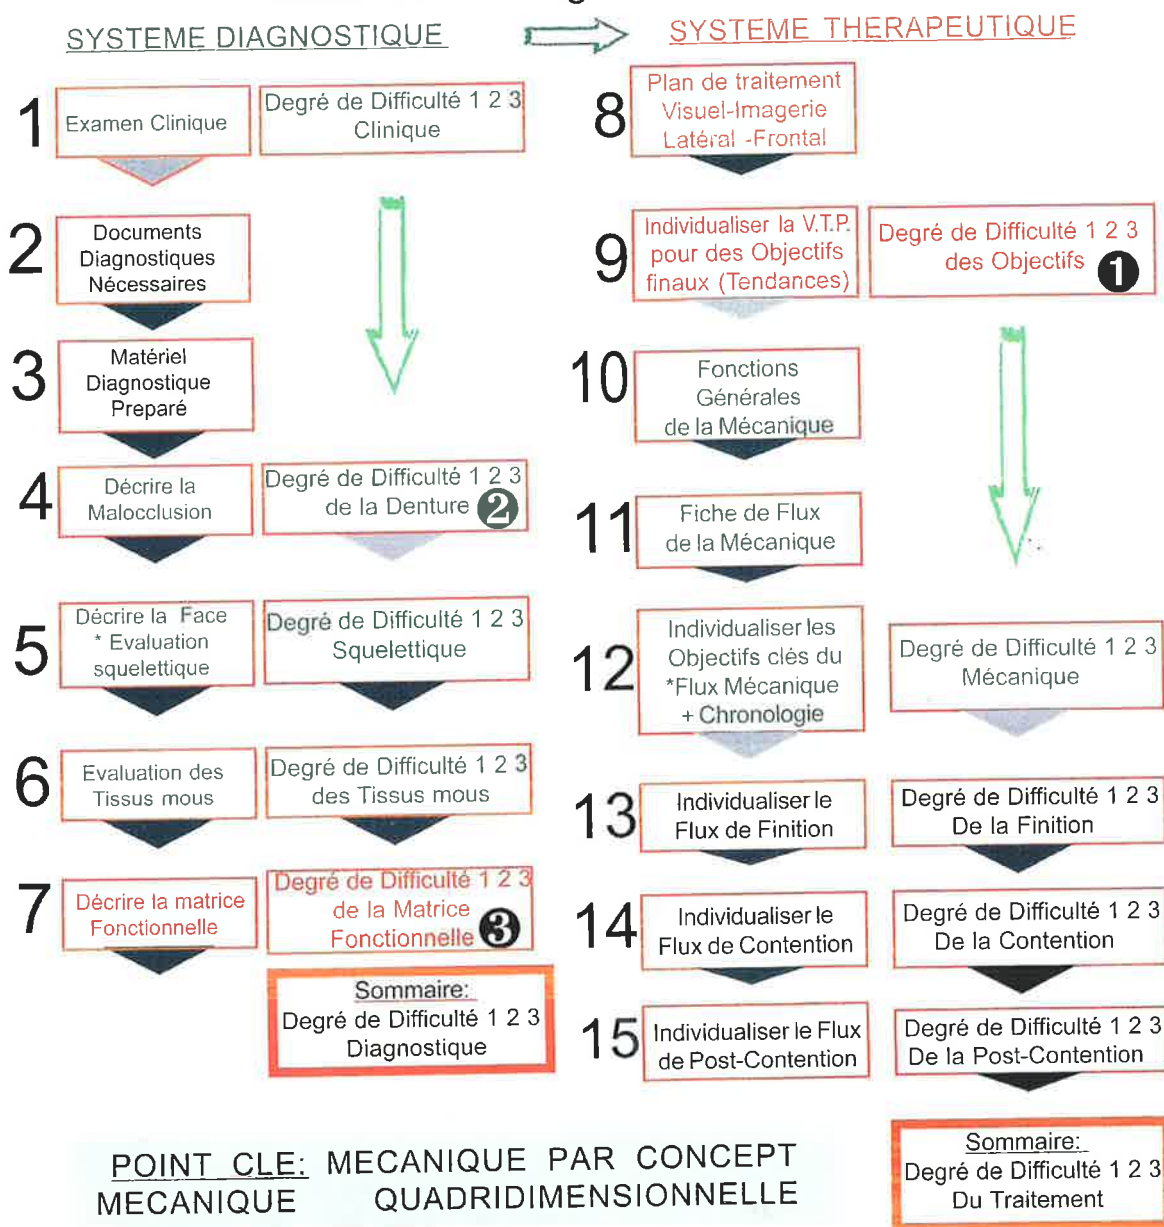 SYSTEME DIAGNOSTIQUE
SYSTEME THERAPEUTIQUE
1
Examen Clinique
Degré de Difficulté 1 2 3
Clinique
2
Documents
Diagnostiques
Nécessaires
3
Matériel
Diagnostique
Preparé
4
Décrire la
Malocclusion
Degré de Difficulté 1 2 3
de la Denture 2
5
Décrire la Face
* Evaluation
squelettique
Degré de Difficulté 1 2 3
Squelettique
6
Evaluation des
Tissus mous
Degré de Difficulté 1 2 3
des Tissus mous
7
Décrire la matrice
Fonctionnelle
Degré de Difficulté 1 2 3
de la Matrice
Fonctionnelle 3
Sommaire:
Degré de Difficulté 1 2 3
Diagnostique
8
Plan de traitement
Visuel-Imagerie
Latéral -Frontal
9
Individualiser la V.T.P.
pour des Objectifs
finaux (Tendances)
Degré de Difficulté 1 2 3
des Objectifs 1
10
Fonctions
Générales
de la Mécanique
11
Fiche de Flux
de la Mécanique
12
Individualiser les
Objectifs clés du
*Flux Mécanique
+ Chronologie
Degré de Difficulté 1 2 3
Mécanique
13
Individualiser le
Flux de Finition
Degré de Difficulté 1 2 3
De la Finition
14
Individualiser le
Flux de Contention
Degré de Difficulté 1 2 3
De la Contention
15
Individualiser le Flux
de Post-Contention
Degré de Difficulté 1 2 3
De la Post-Contention
Sommaire:
Degré de Difficulté 1 2 3
Du Traitement
POINT CLE: MECANIQUE PAR CONCEPT
MECANIQUE QUADRIDIMENSIONNELLE